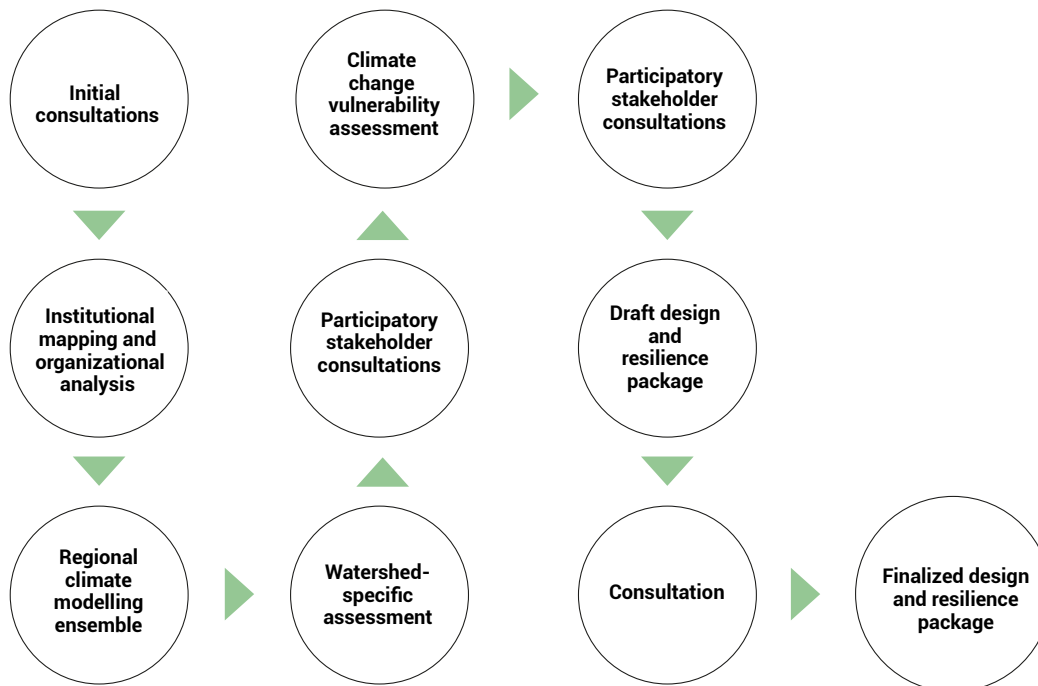 Initial
consultations
Institutional
mapping and
organizational
analysis
Regional
climate
modelling
ensemble
Watershed-
specific
assessment
Participatory
stakeholder
consultations
Climate
change
vulnerability
assessment
Participatory
stakeholder
consultations
Draft design
and
resilience
package
Consultation
Finalized design
and resilience
package